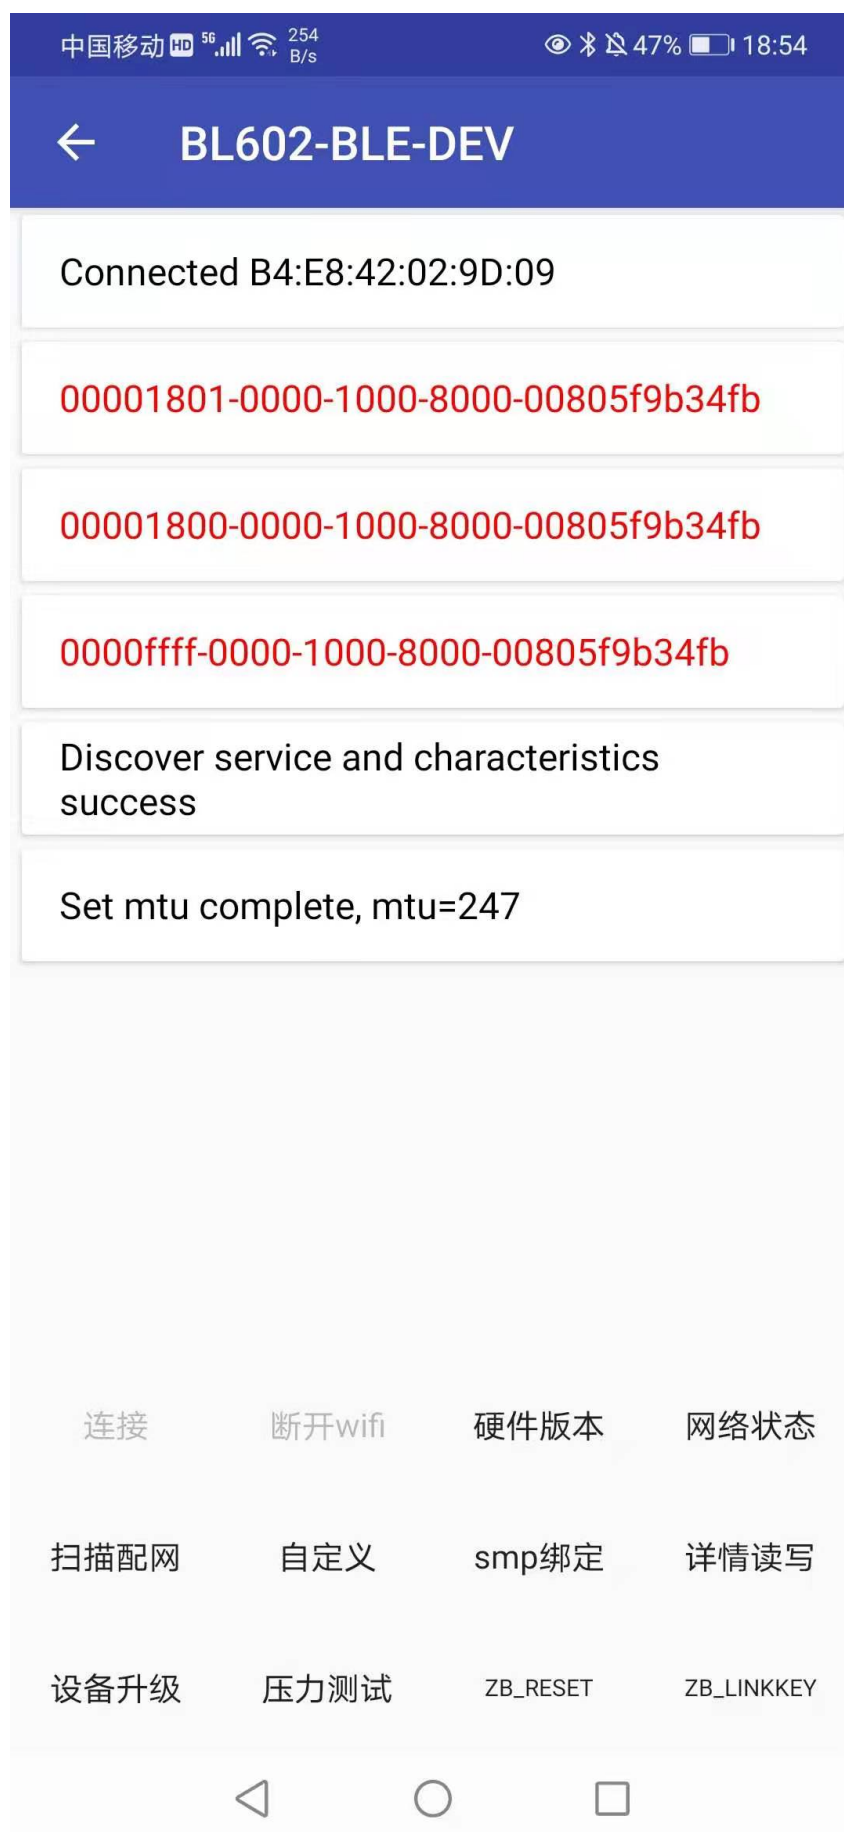 中国移动 HD 5G 254 B/s 47% 18:54
BL602-BLE-DEV
Connected B4:E8:42:02:9D:09
00001801-0000-1000-8000-00805f9b34fb
00001800-0000-1000-8000-00805f9b34fb
0000ffff-0000-1000-8000-00805f9b34fb
Discover service and characteristics
success
Set mtu complete, mtu=247
连接 断开wifi 硬件版本 网络状态
扫描配网 自定义 smp绑定 详情读写
设备升级 压力测试 ZB_RESET ZB_LINKKEY